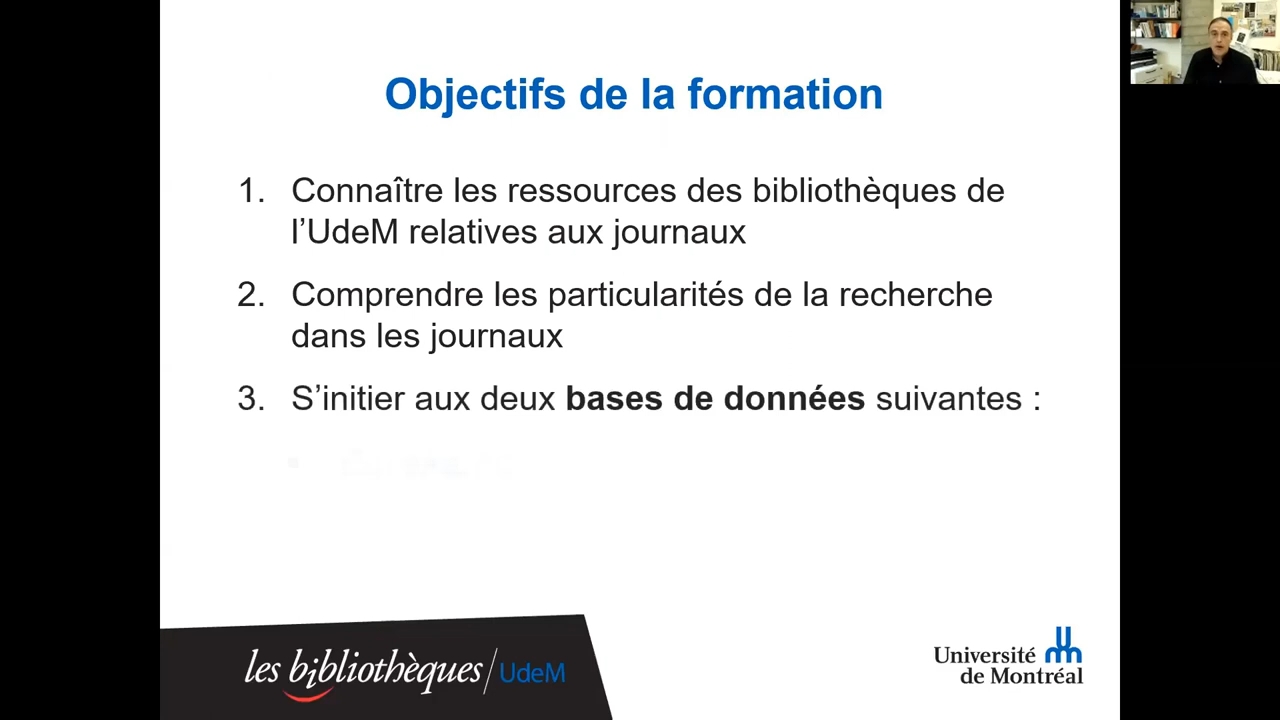 Objectifs de la formation
1. Connaître les ressources des bibliothèques de
l’UdeM relatives aux journaux
2. Comprendre les particularités de la recherche
dans les journaux
3. S’initier aux deux bases de données suivantes :
les bibliothèques/UdeM
Université
de Montréal